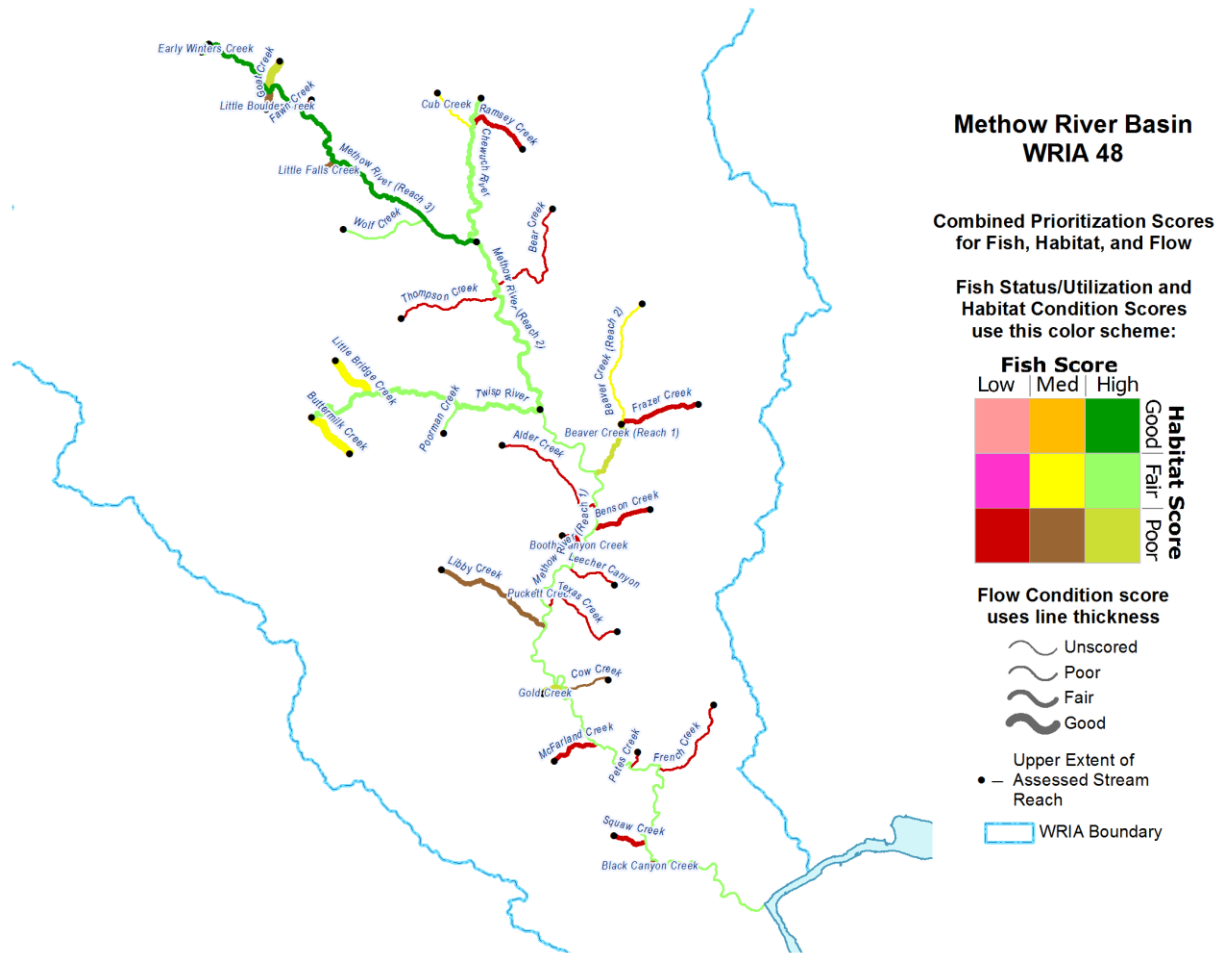 Early Winters Creek
Goat Creek
Little Boulder Creek
Fawn Creek
Little Falls Creek
Methow River (Reach 3)
Wolf Creek
Cub Creek
Ramsey Creek
Chewuch River
Bear Creek
Thompson Creek
Methow River (Reach 2)
Little Bridge Creek
Buttermilk Creek
Twisp River
Poorman Creek
Beaver Creek (Reach 2)
Frazer Creek
Beaver Creek (Reach 1)
Alder Creek
Benson Creek
Booth Canyon Creek
Methow River (Reach 1)
Leecher Canyon
Libby Creek
Puckett Creek
Texas Creek
Cow Creek
Gold Creek
McFarland Creek
Petes Creek
French Creek
Squaw Creek
Black Canyon Creek
Methow River Basin
WRIA 48
Combined Prioritization Scores
for Fish, Habitat, and Flow
Fish Status/Utilization and
Habitat Condition Scores
use this color scheme:
Fish Score
Low | Med | High
Habitat Score
Good | Fair | Poor
Flow Condition score
uses line thickness
Unscored
Poor
Fair
Good
Upper Extent of
Assessed Stream
Reach
WRIA Boundary